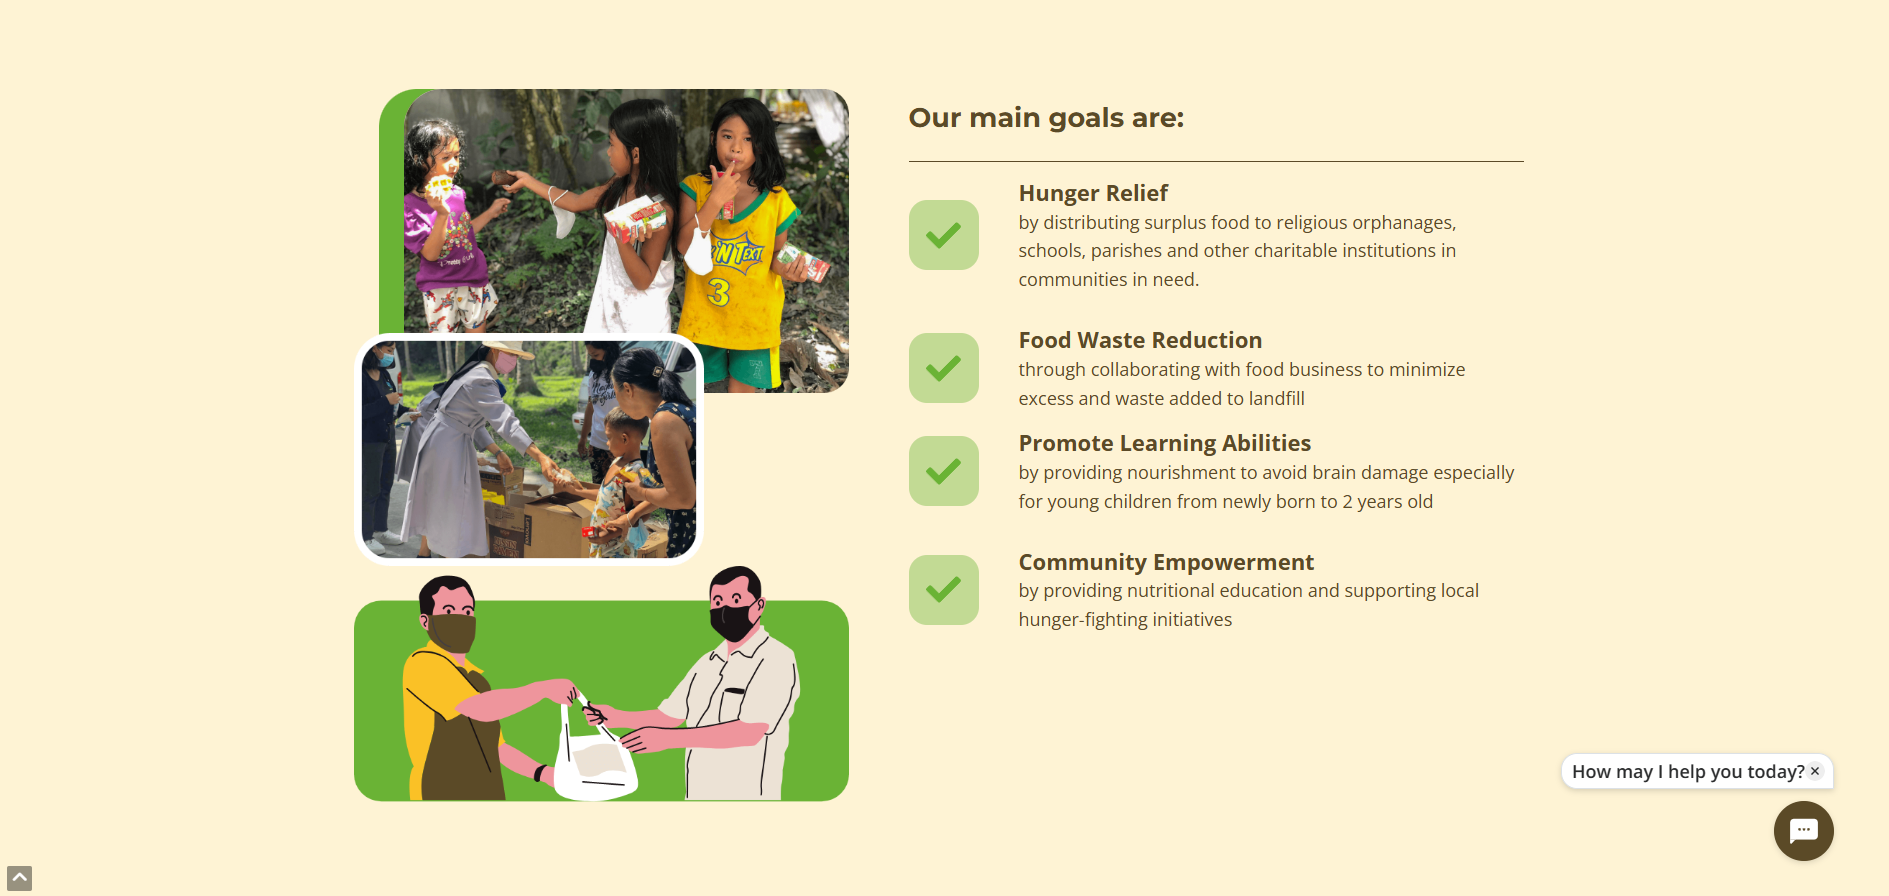 Our main goals are:
Hunger Relief
by distributing surplus food to religious orphanages,
schools, parishes and other charitable institutions in
communities in need.
Food Waste Reduction
through collaborating with food business to minimize
excess and waste added to landfill
Promote Learning Abilities
by providing nourishment to avoid brain damage especially
for young children from newly born to 2 years old
Community Empowerment
by providing nutritional education and supporting local
hunger-fighting initiatives
'N TEXT
3
7
How may I help you today?